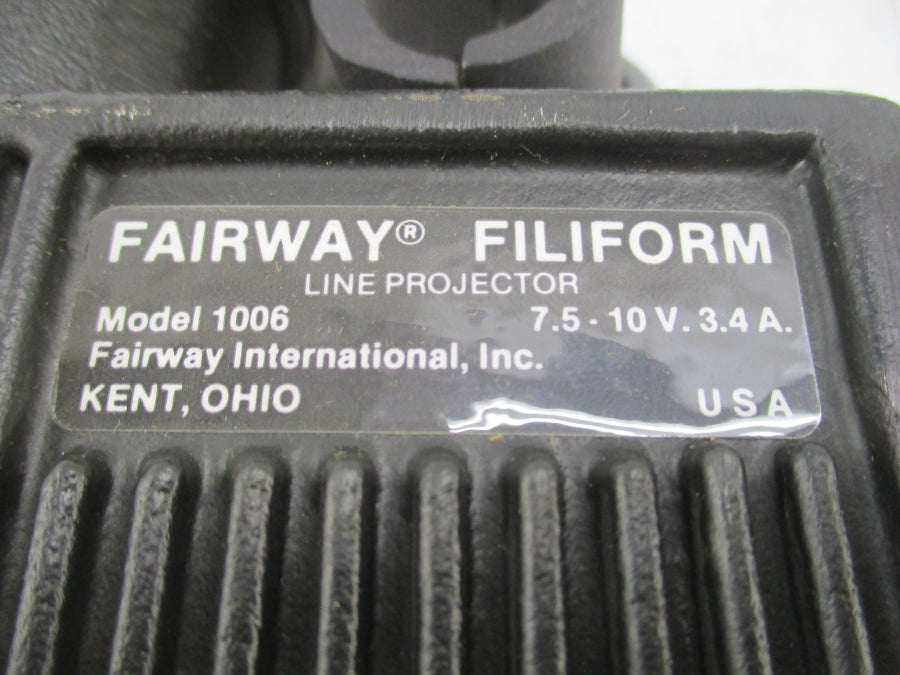 FAIRWAY® FILIFORM
LINE PROJECTOR
Model 1006 7.5 - 10 V. 3.4 A.
Fairway International, Inc.
KENT, OHIO USA